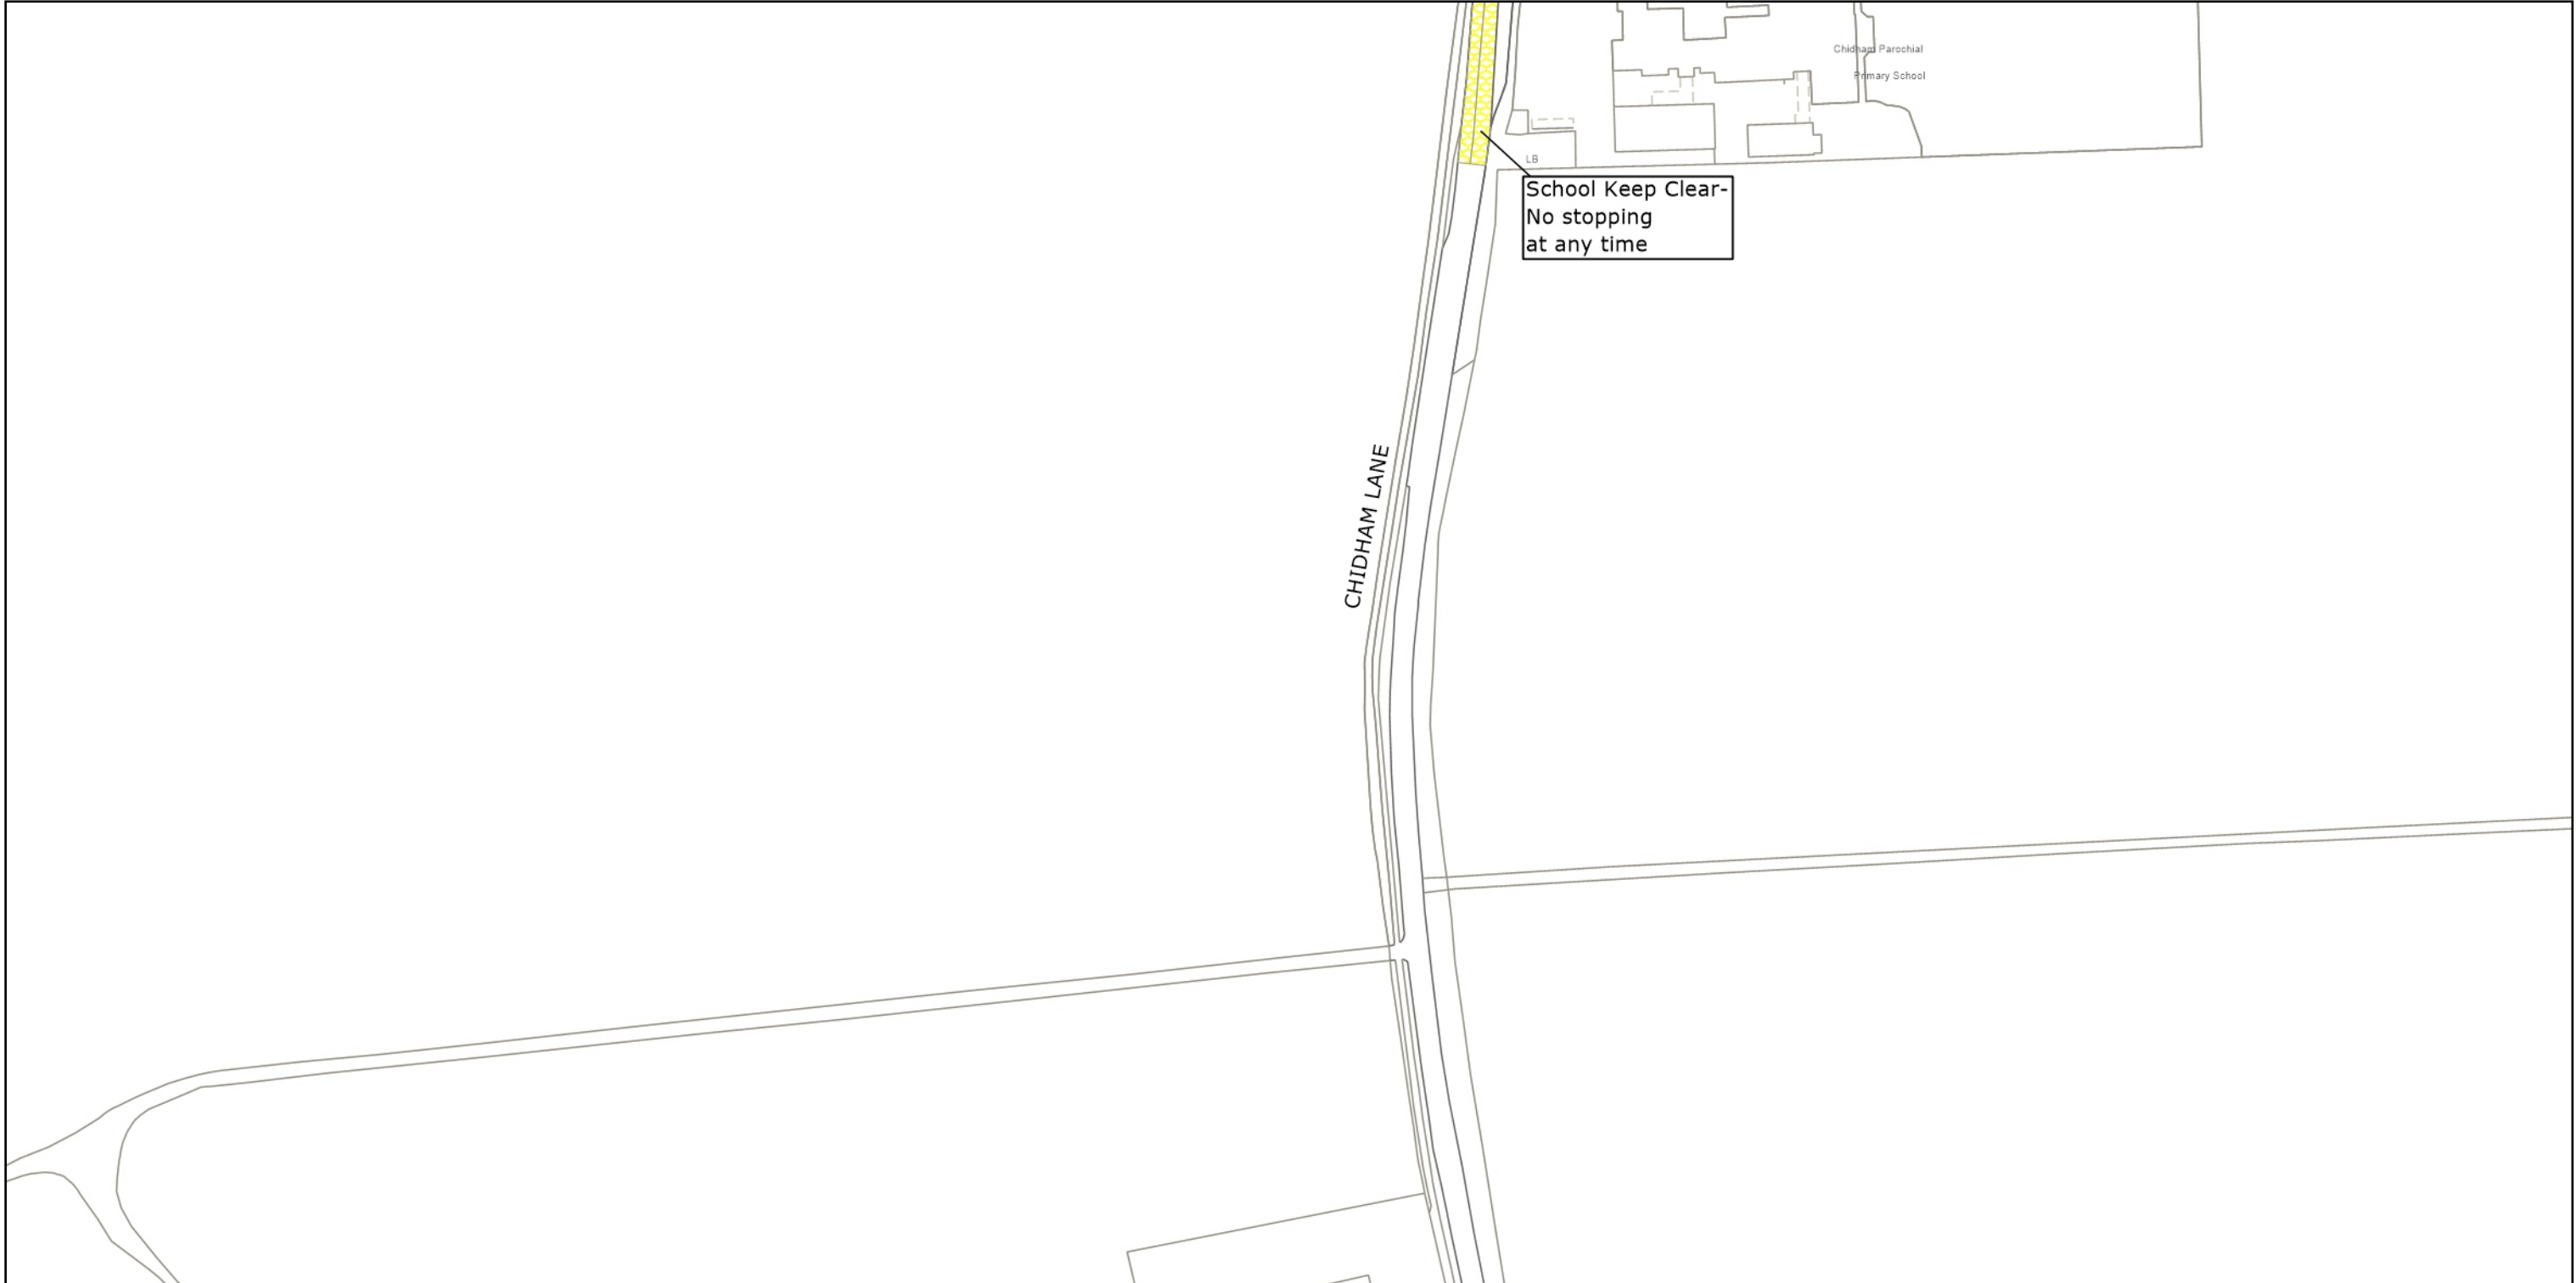 Chidham Parochial
Primary School
LB
School Keep Clear-
No stopping
at any time
CHIDHAM LANE